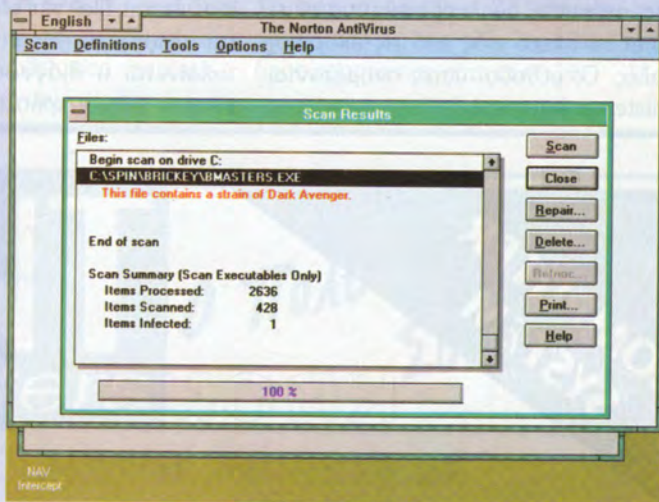 English
The Norton AntiVirus
Scan Definitions Tools Options Help
Scan Results
Files:
Begin scan on drive C:
C:\SPIN\BRICKEY\BMASTERS.EXE
This file contains a strain of Dark Avenger.
End of scan
Scan Summary (Scan Executables Only)
Items Processed: 2636
Items Scanned: 428
Items Infected: 1
100 %
Scan
Close
Repair...
Delete...
Reinoc...
Print...
Help
NAV
Intercept